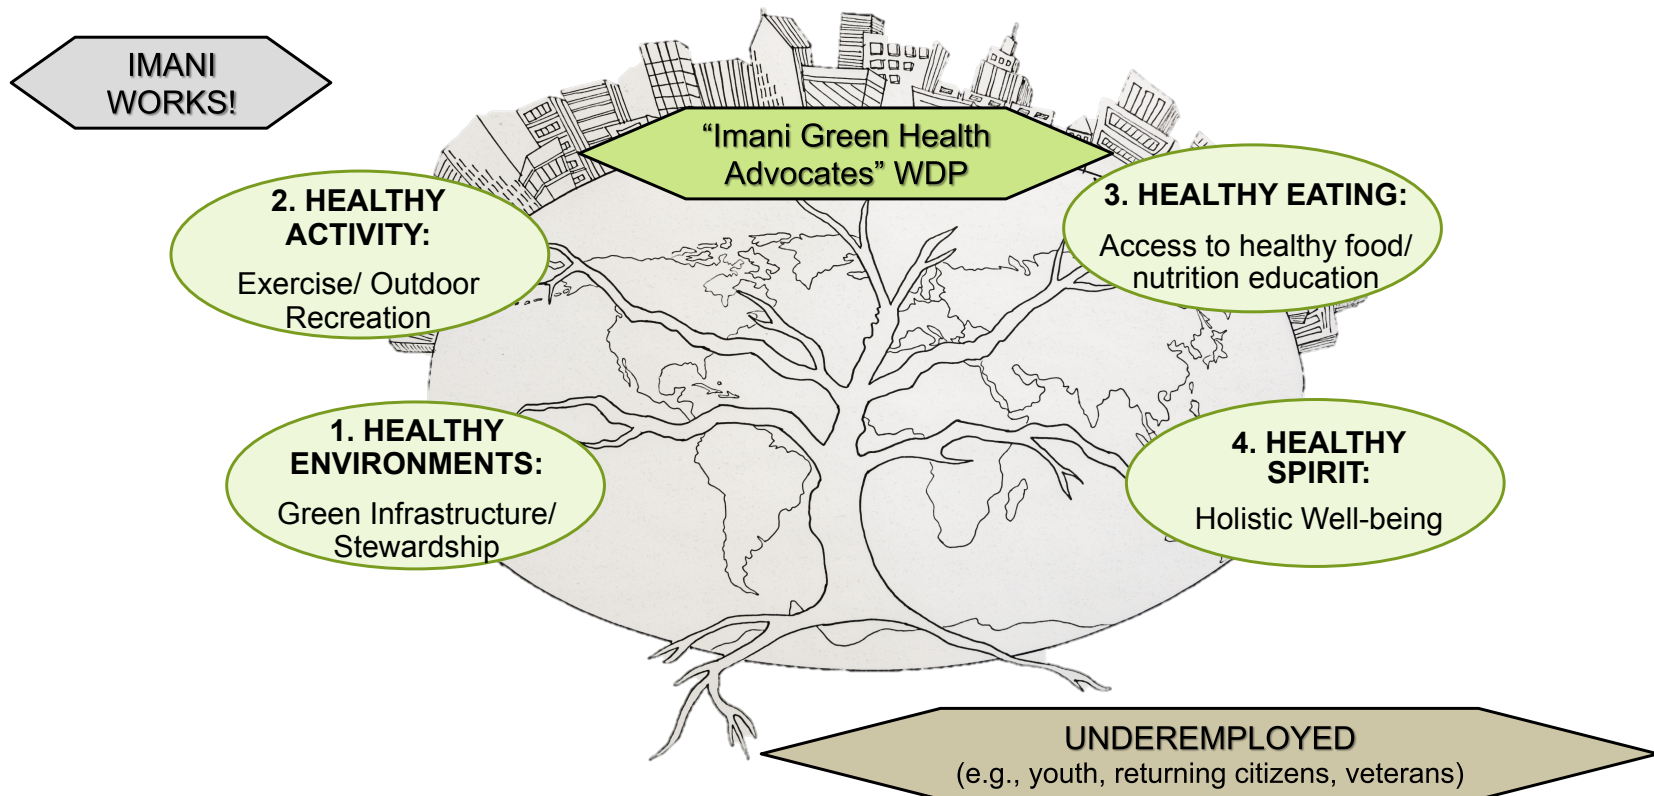 IMANI
WORKS!
“Imani Green Health
Advocates” WDP
2. HEALTHY
ACTIVITY:
Exercise/ Outdoor
Recreation
3. HEALTHY EATING:
Access to healthy food/
nutrition education
1. HEALTHY
ENVIRONMENTS:
Green Infrastructure/
Stewardship
4. HEALTHY
SPIRIT:
Holistic Well-being
UNDEREMPLOYED
(e.g., youth, returning citizens, veterans)